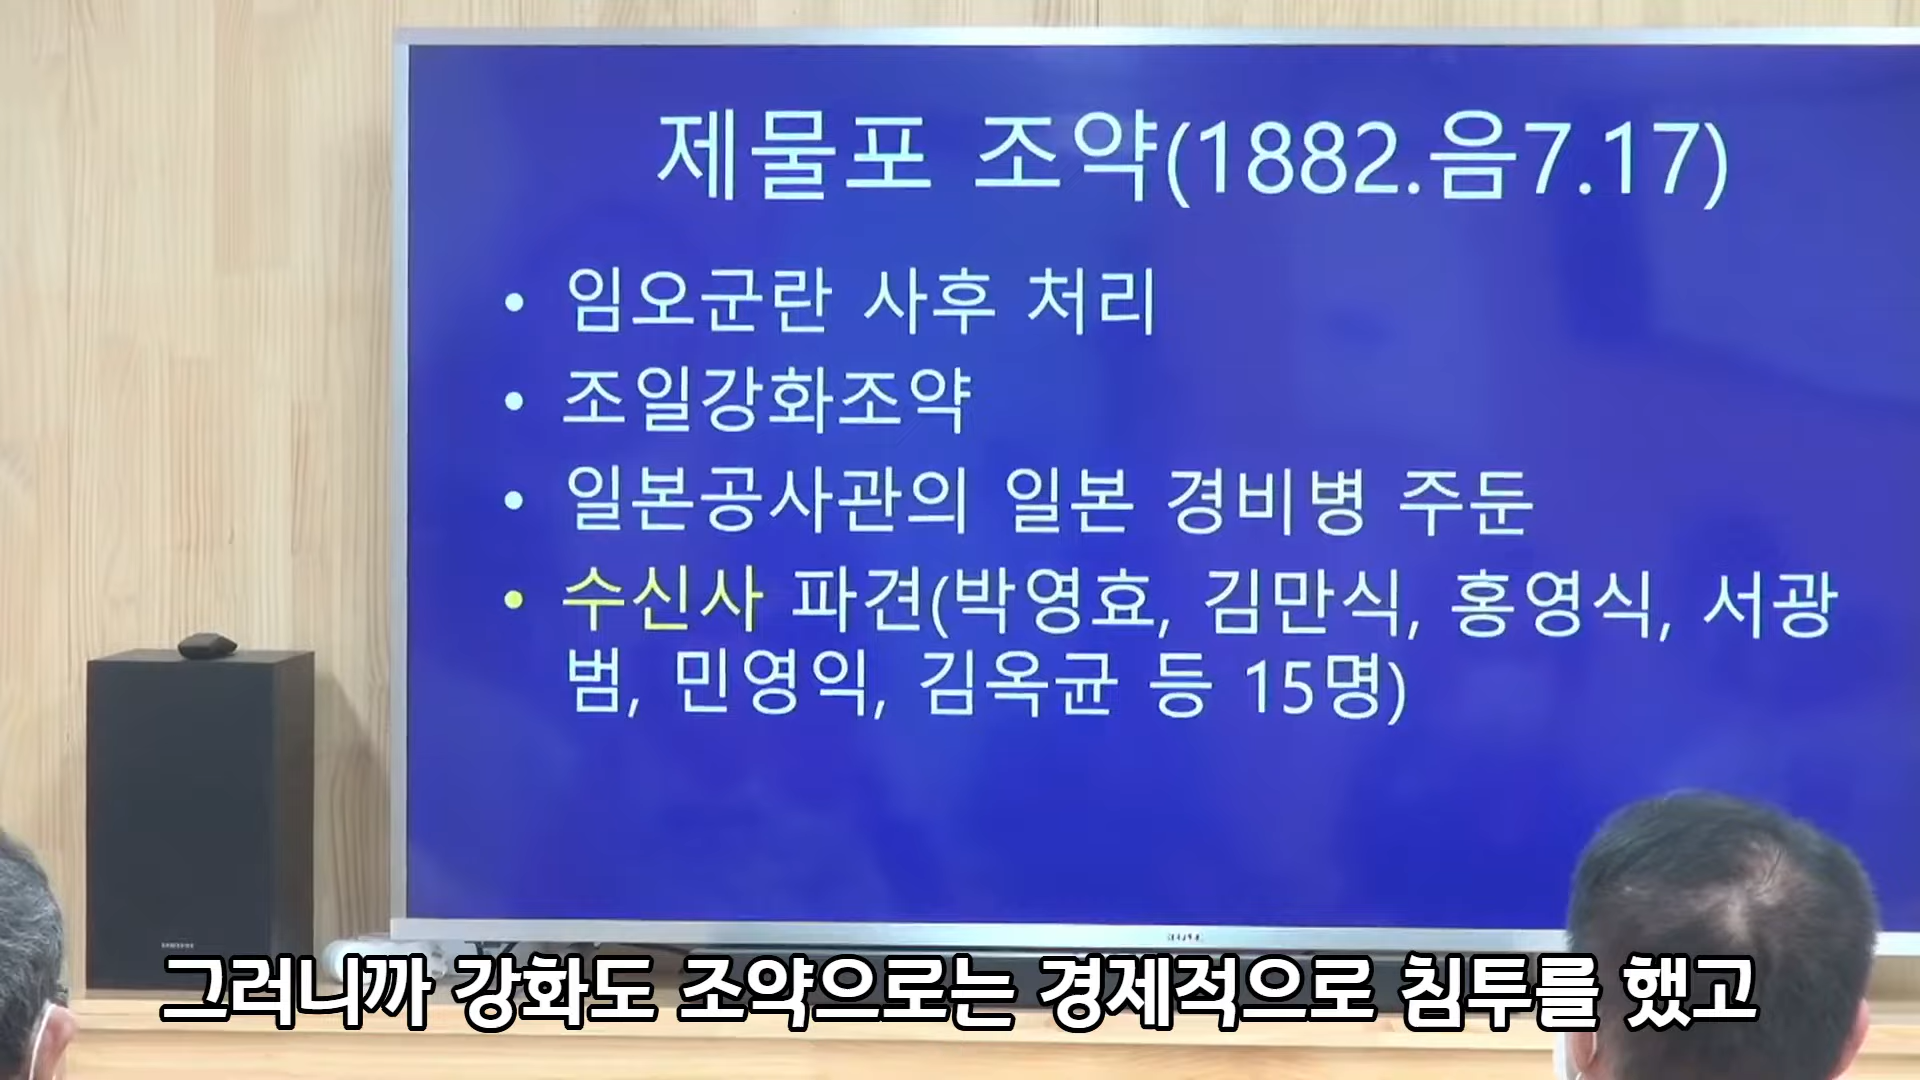 제물포 조약(1882.음7.17)
• 임오군란 사후 처리
• 조일강화조약
• 일본공사관의 일본 경비병 주둔
• 수신사 파견(박영효, 김만식, 홍영식, 서광
범, 민영익, 김옥균 등 15명)
SAMSUNG
그러니까 강화도 조약으로는 경제적으로 침투를 했고